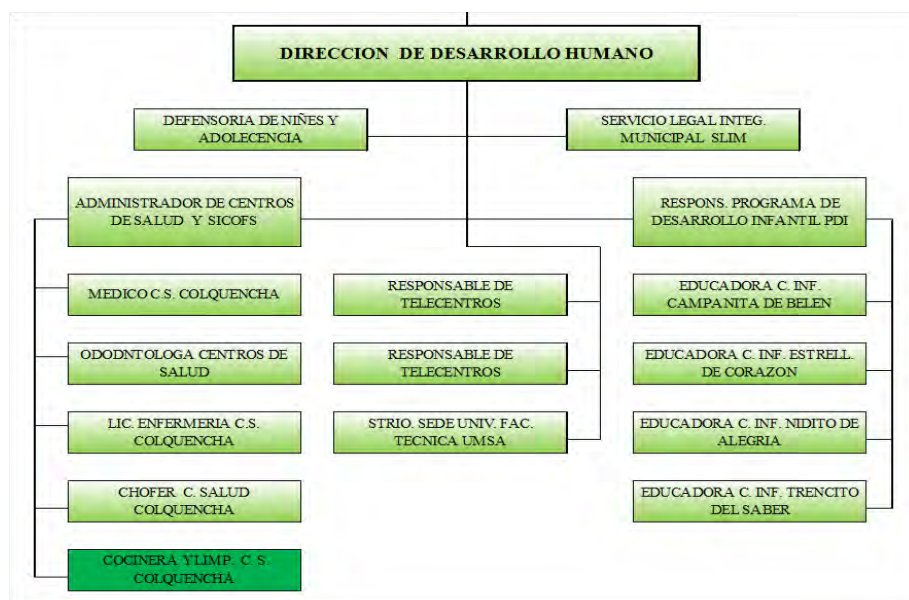 DIRECCION DE DESARROLLO HUMANO
DEFENSORIA DE NIÑES Y
ADOLECENCIA
SERVICIO LEGAL INTEG.
MUNICIPAL SLIM
ADMINISTRADOR DE CENTROS
DE SALUD Y SICOFS
RESPONS. PROGRAMA DE
DESARROLLO INFANTIL PDI
MEDICO C.S. COLQUENCHA
RESPONSABLE DE
TELECENTROS
EDUCADORA C. INF.
CAMPANITA DE BELEN
ODODNTOLOGA CENTROS DE
SALUD
RESPONSABLE DE
TELECENTROS
EDUCADORA C. INF. ESTRELL.
DE CORAZON
LIC. ENFERMERIA C.S.
COLQUENCHA
STRIO. SEDE UNIV. FAC.
TECNICA UMSA
EDUCADORA C. INF. NIDITO DE
ALEGRIA
CHOFER C. SALUD
COLQUENCHA
EDUCADORA C. INF. TRENCITO
DEL SABER
COCINERA Y LIMP. C. S.
COLQUENCHA